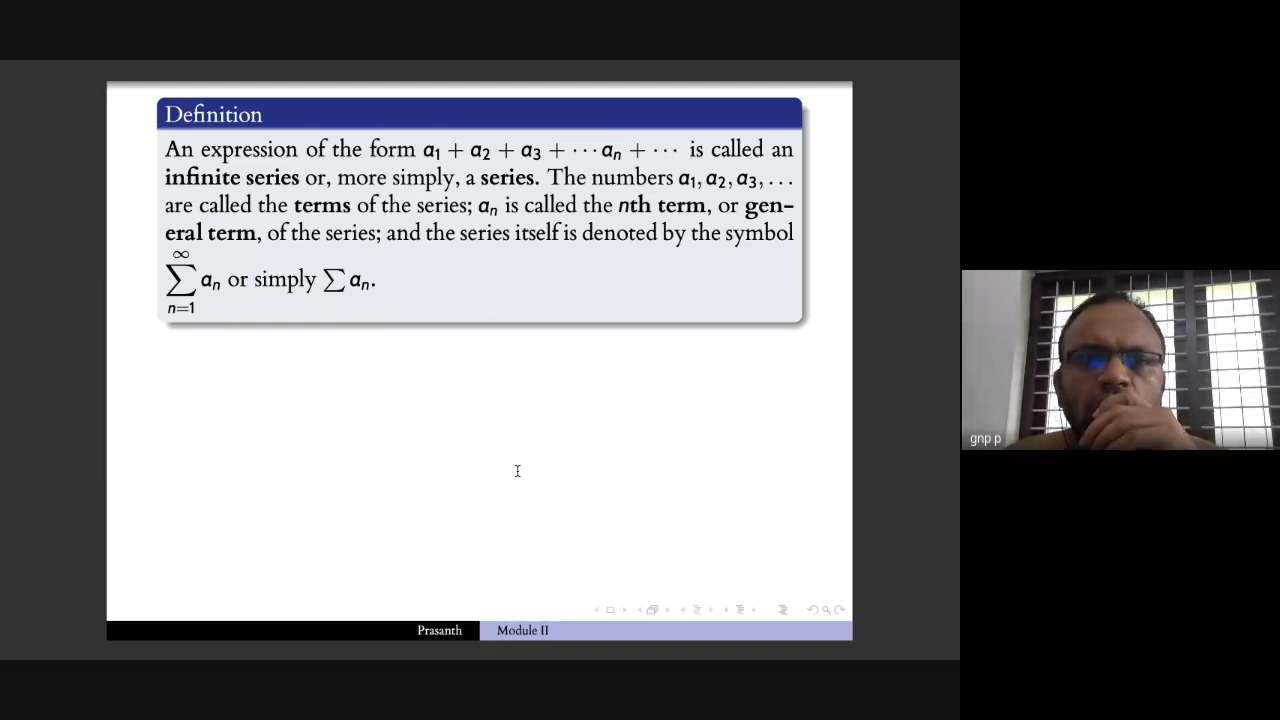 Definition
An expression of the form a₁ + a₂ + a₃ + ⋯ aₙ + ⋯ is called an
infinite series or, more simply, a series. The numbers a₁, a₂, a₃, …
are called the terms of the series; aₙ is called the nth term, or gen-
eral term, of the series; and the series itself is denoted by the symbol
∞
∑ aₙ or simply ∑ aₙ.
n=1
gnp p
Prasanth
Module II